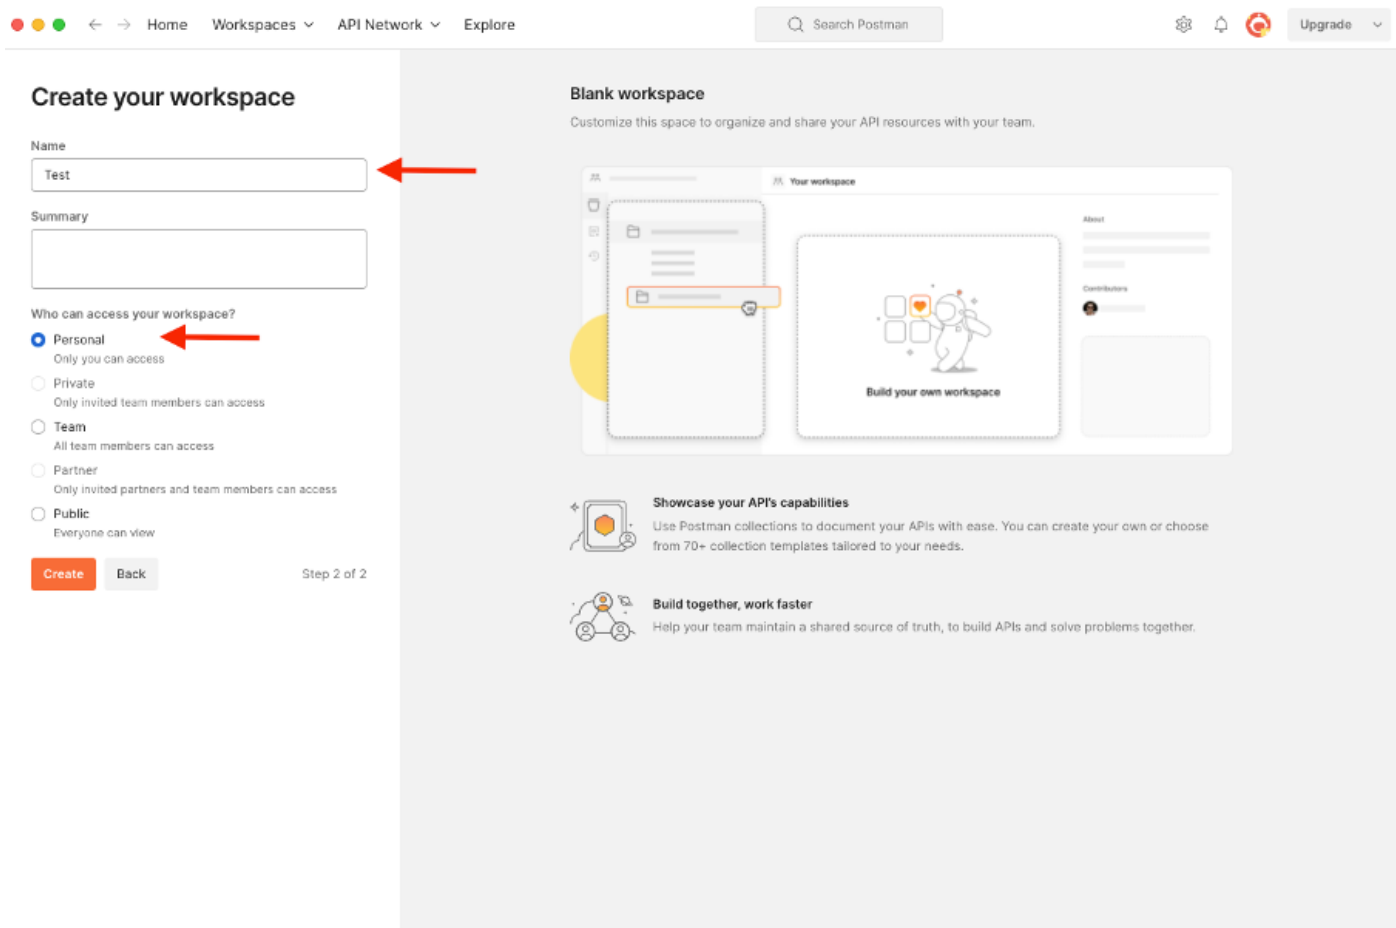 Home Workspaces API Network Explore Search Postman Upgrade
Create your workspace
Name
Test
Summary
Who can access your workspace?
Personal
Only you can access
Private
Only invited team members can access
Team
All team members can access
Partner
Only invited partners and team members can access
Public
Everyone can view
Create Back Step 2 of 2
Blank workspace
Customize this space to organize and share your API resources with your team.
Your workspace
About
Contributors
Build your own workspace
Showcase your API's capabilities
Use Postman collections to document your APIs with ease. You can create your own or choose
from 70+ collection templates tailored to your needs.
Build together, work faster
Help your team maintain a shared source of truth, to build APIs and solve problems together.